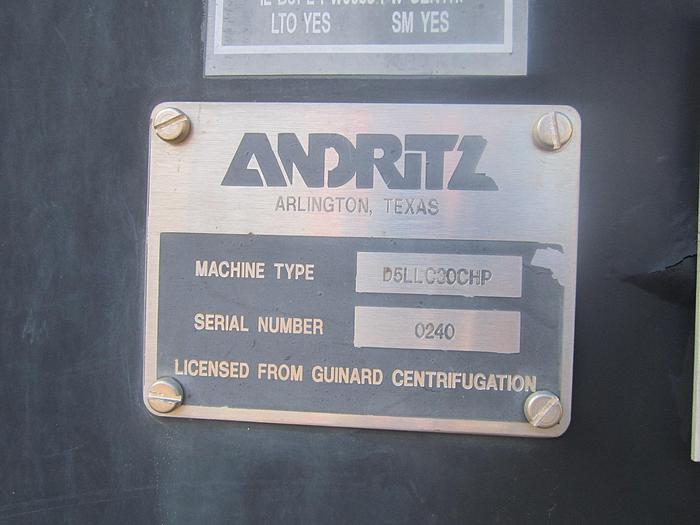 LTO YES SM YES
ANDRITZ
ARLINGTON, TEXAS
MACHINE TYPE D5LLC30CHP
SERIAL NUMBER 0240
LICENSED FROM GUINARD CENTRIFUGATION